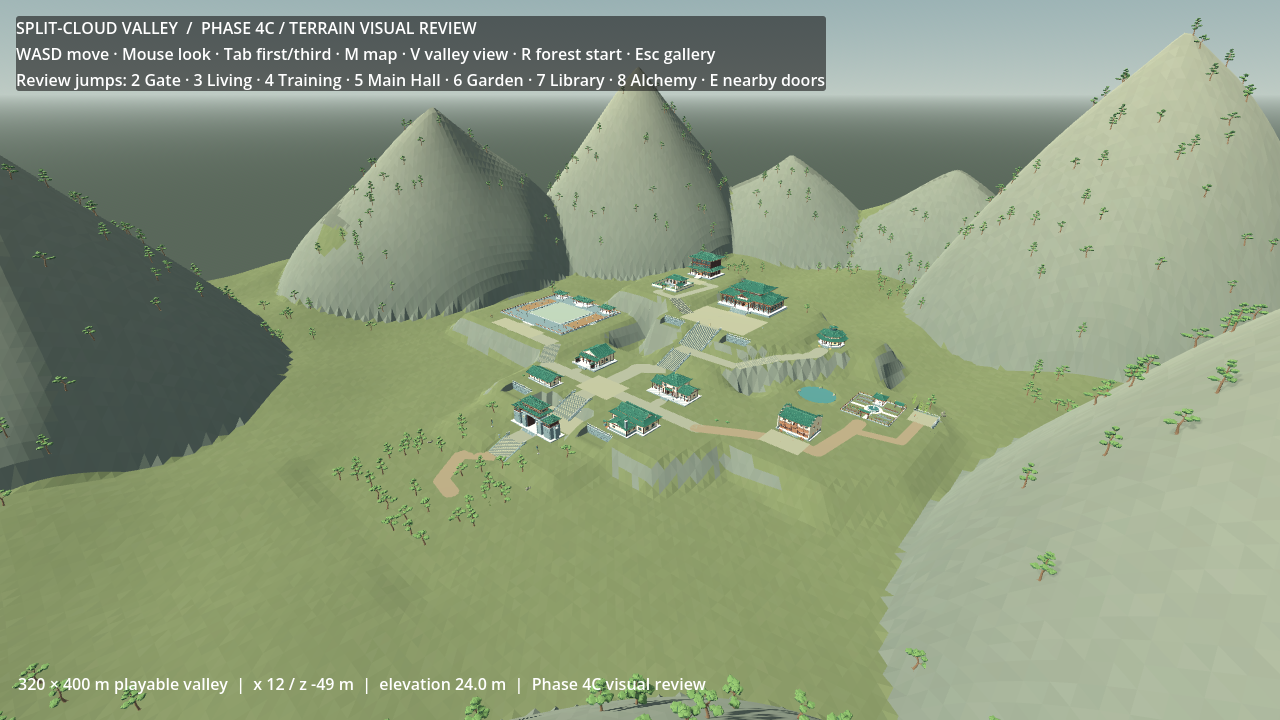 SPLIT-CLOUD VALLEY / PHASE 4C / TERRAIN VISUAL REVIEW
WASD move · Mouse look · Tab first/third · M map · V valley view · R forest start · Esc gallery
Review jumps: 2 Gate · 3 Living · 4 Training · 5 Main Hall · 6 Garden · 7 Library · 8 Alchemy · E nearby doors
320 × 400 m playable valley | x 12 / z -49 m | elevation 24.0 m | Phase 4C visual review